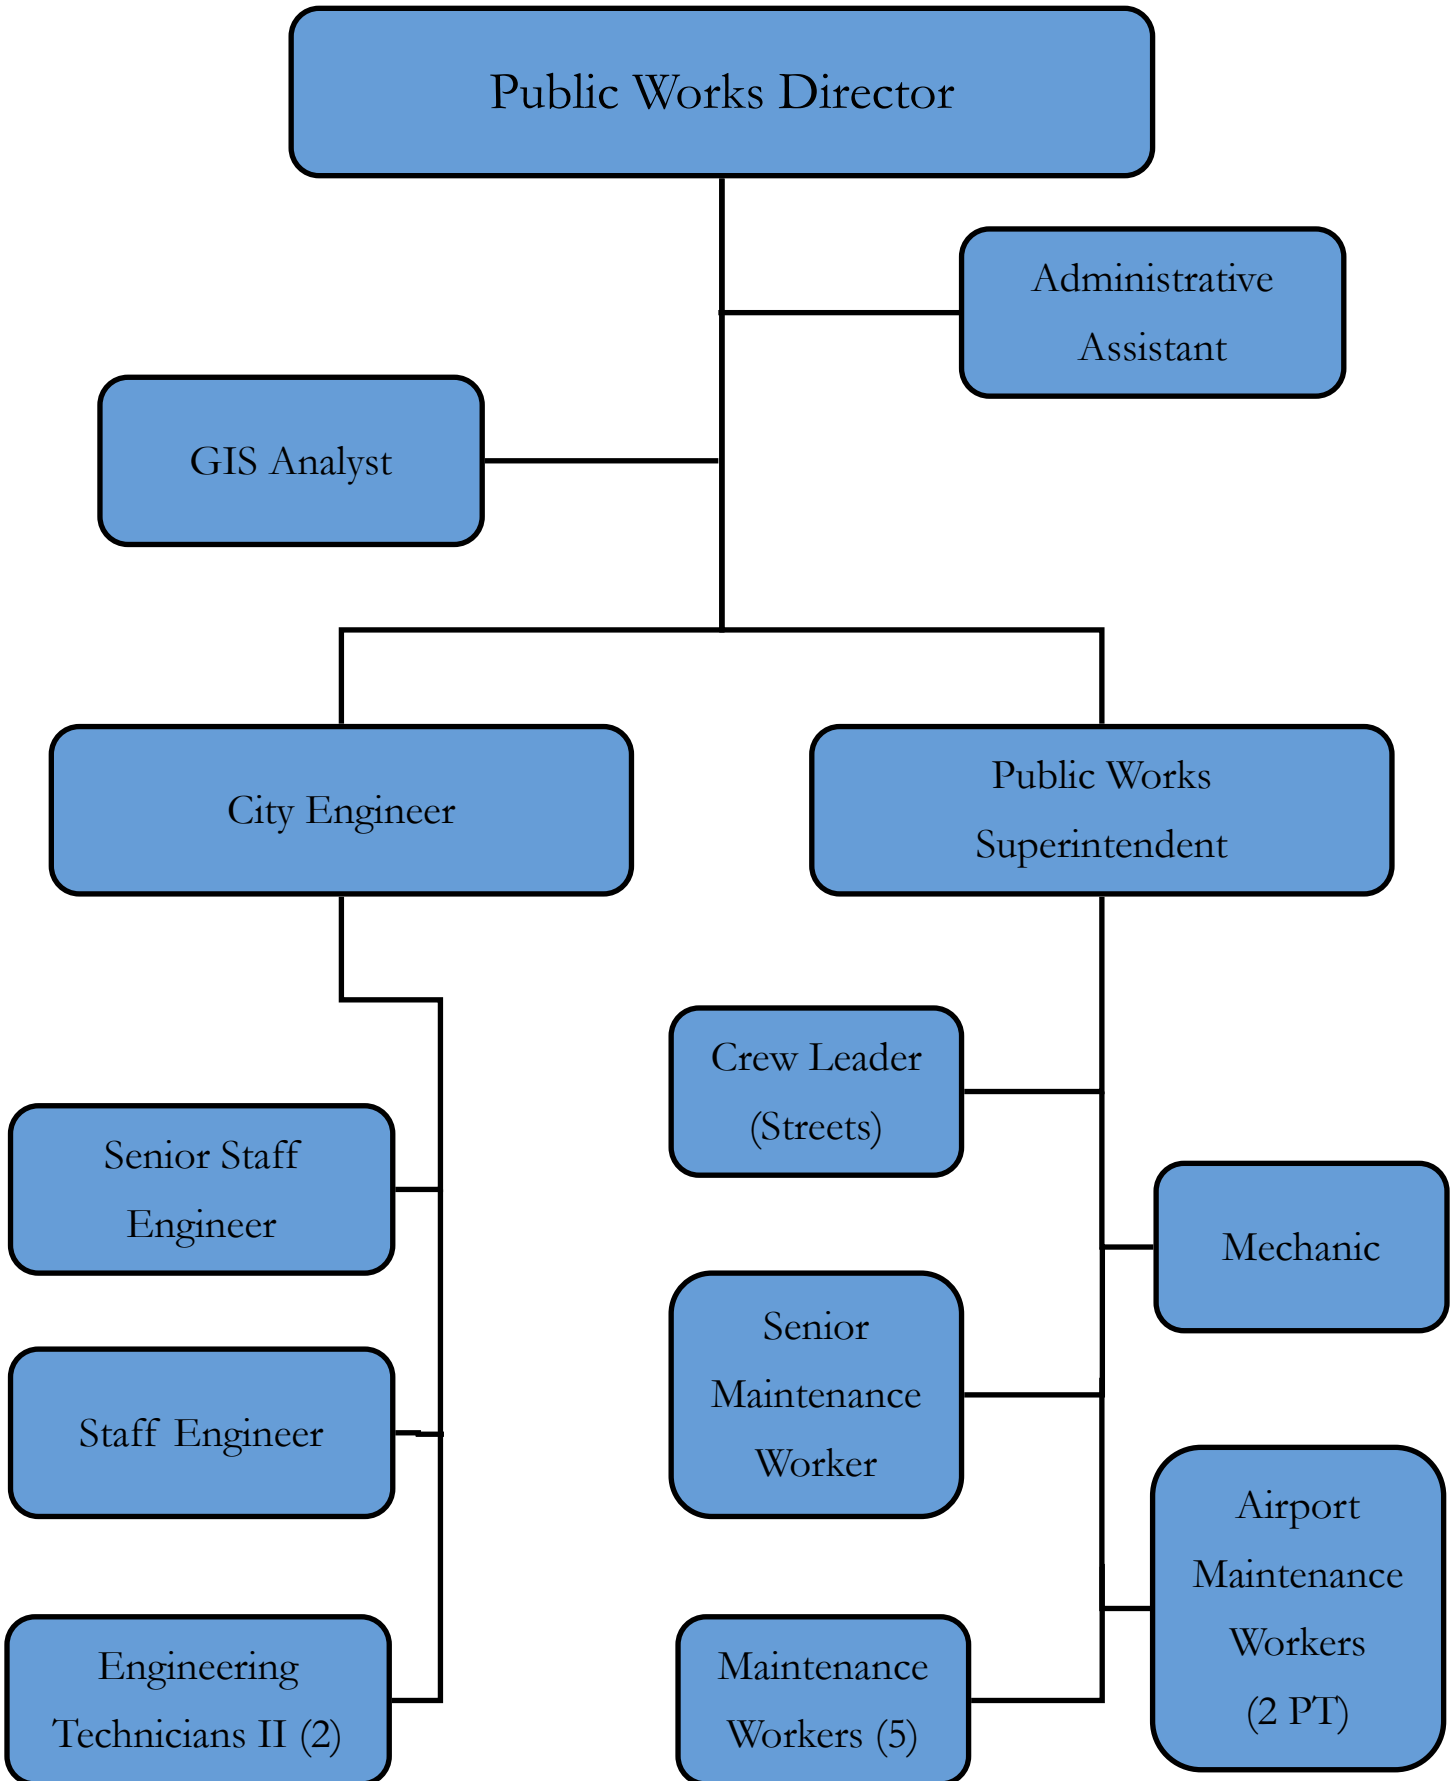 Public Works Director
Administrative
Assistant
GIS Analyst
City Engineer
Public Works
Superintendent
Crew Leader
(Streets)
Senior Staff
Engineer
Mechanic
Senior
Maintenance
Worker
Staff Engineer
Airport
Maintenance
Workers
(2 PT)
Engineering
Technicians II (2)
Maintenance
Workers (5)